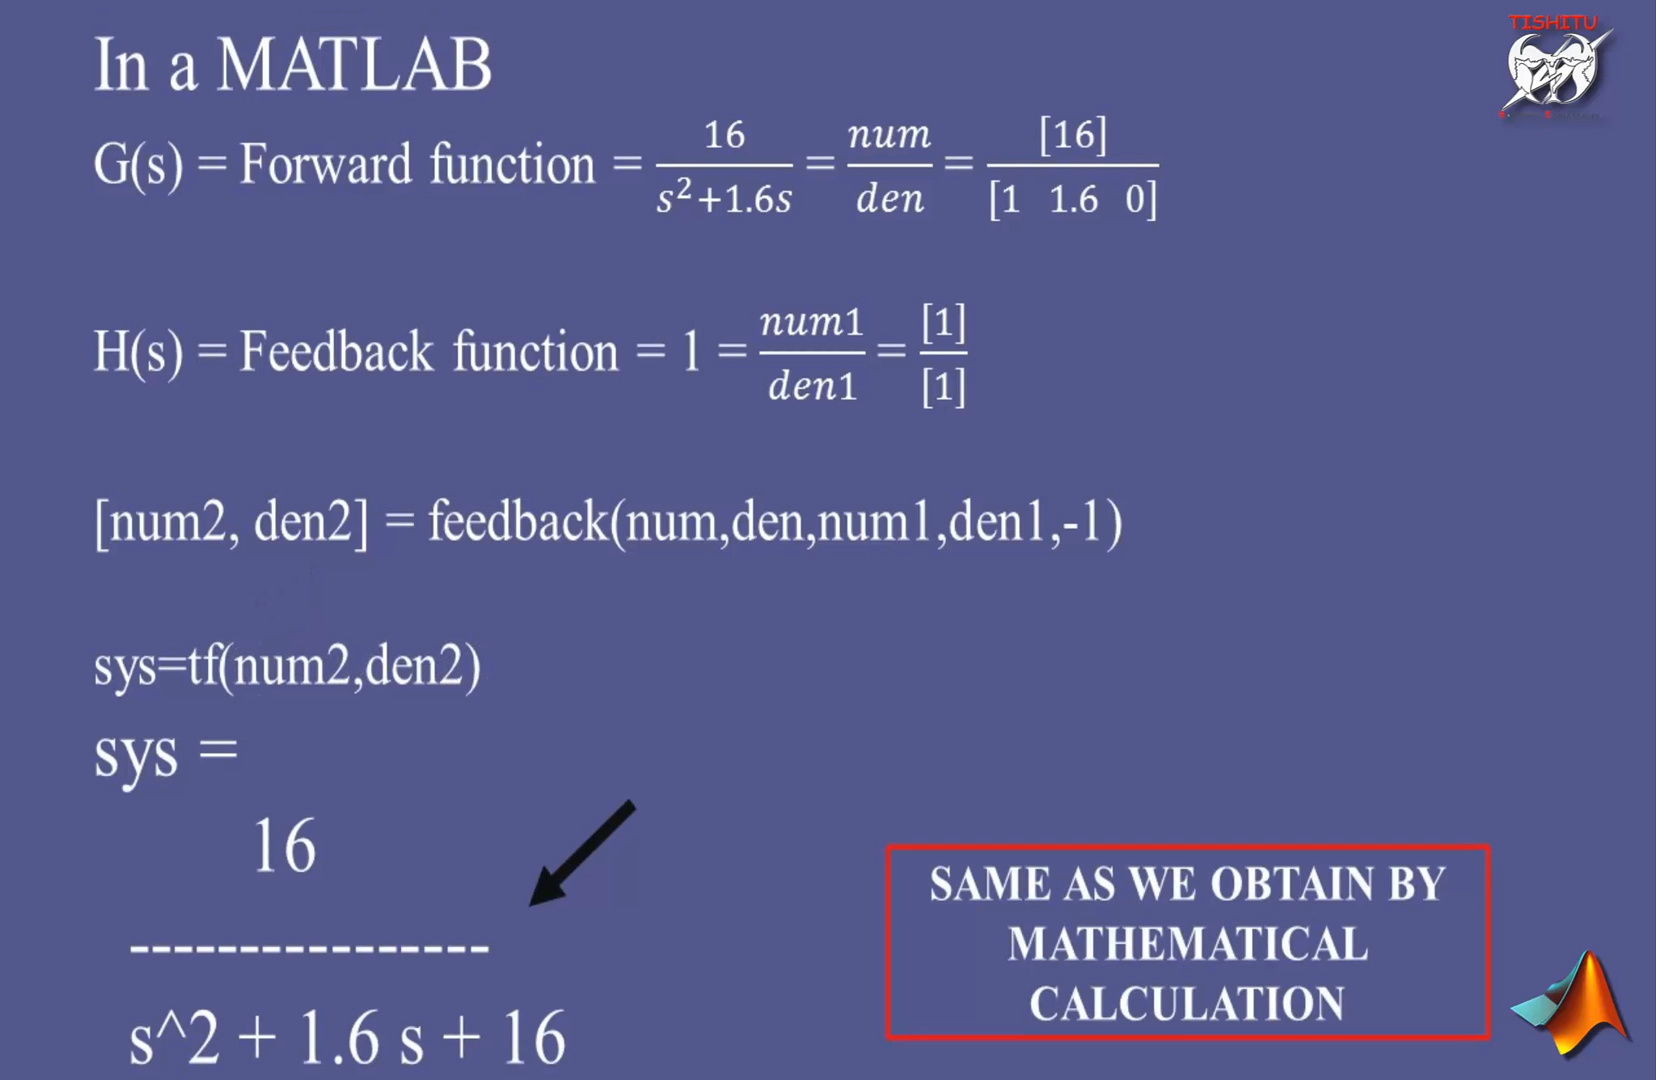 TISHITU
In a MATLAB
G(s) = Forward function = 16/(s²+1.6s) = num/den = [16]/[1 1.6 0]
H(s) = Feedback function = 1 = num1/den1 = [1]/[1]
[num2, den2] = feedback(num,den,num1,den1,-1)
sys=tf(num2,den2)
sys =
16
----------------
s^2 + 1.6 s + 16
SAME AS WE OBTAIN BY
MATHEMATICAL
CALCULATION